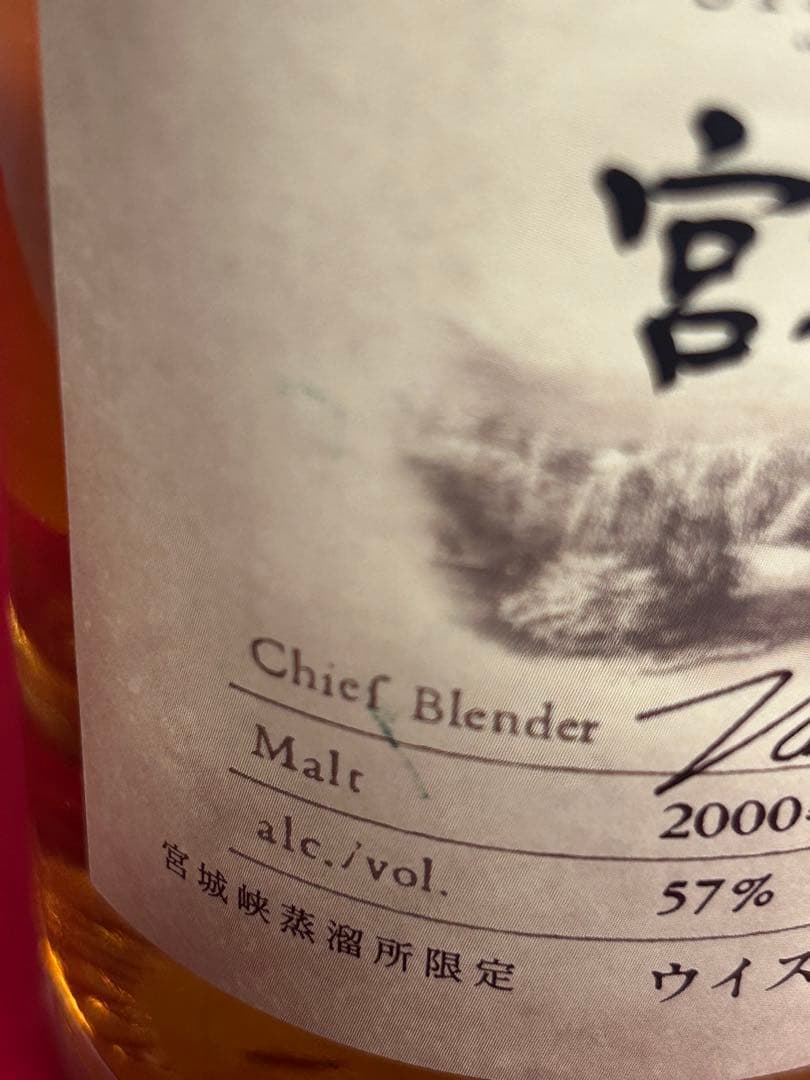 宮
Chief Blender
Malt 2000
alc./vol. 57%
宮城峡蒸溜所限定 ウイス